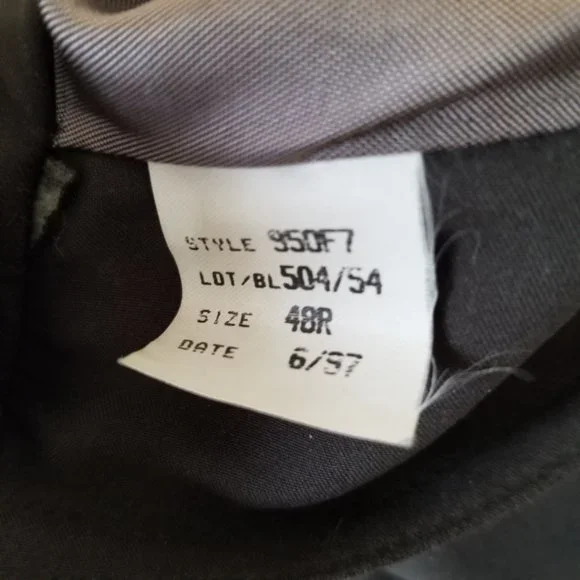 STYLE 950F7
LOT/BL 504/54
SIZE 48R
DATE 6/97